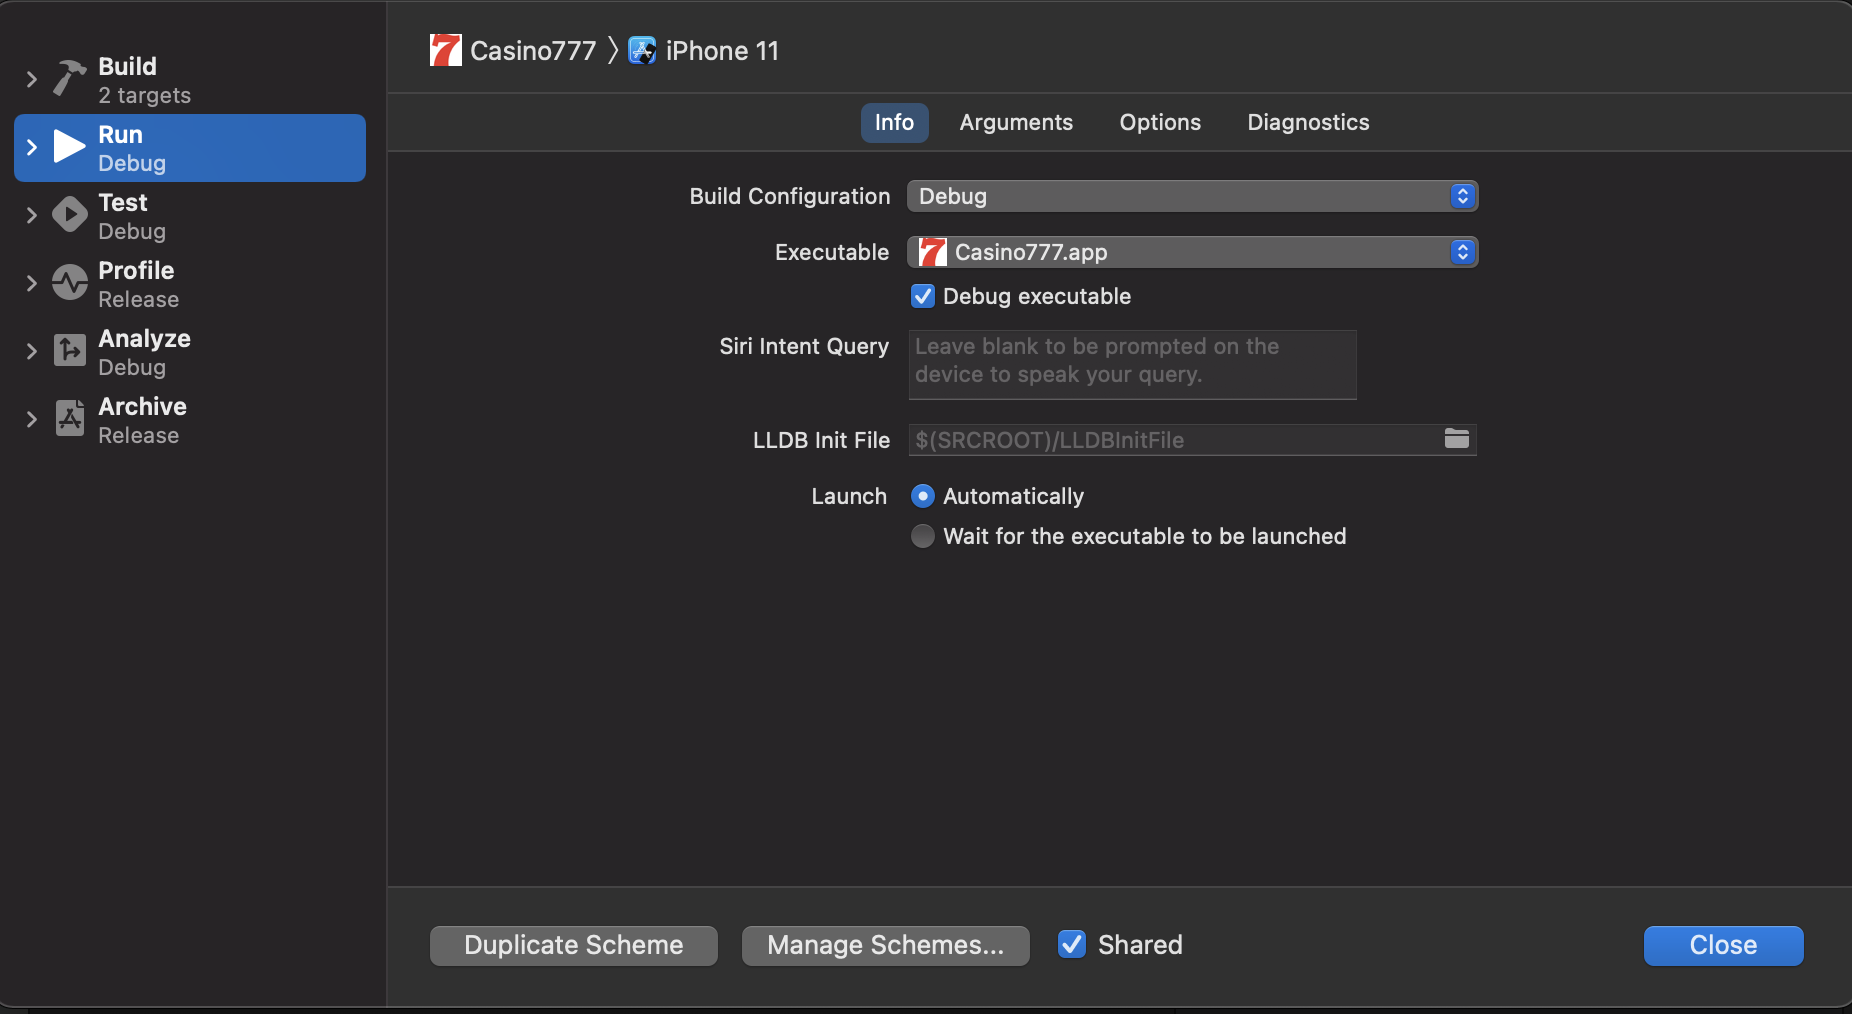 Build
2 targets
Run
Debug
Test
Debug
Profile
Release
Analyze
Debug
Archive
Release
7 Casino777 〉 iPhone 11
Info Arguments Options Diagnostics
Build Configuration Debug
Executable 7 Casino777.app
Debug executable
Siri Intent Query Leave blank to be prompted on the
device to speak your query.
LLDB Init File $(SRCROOT)/LLDBInitFile
Launch Automatically
Wait for the executable to be launched
Duplicate Scheme Manage Schemes... Shared Close